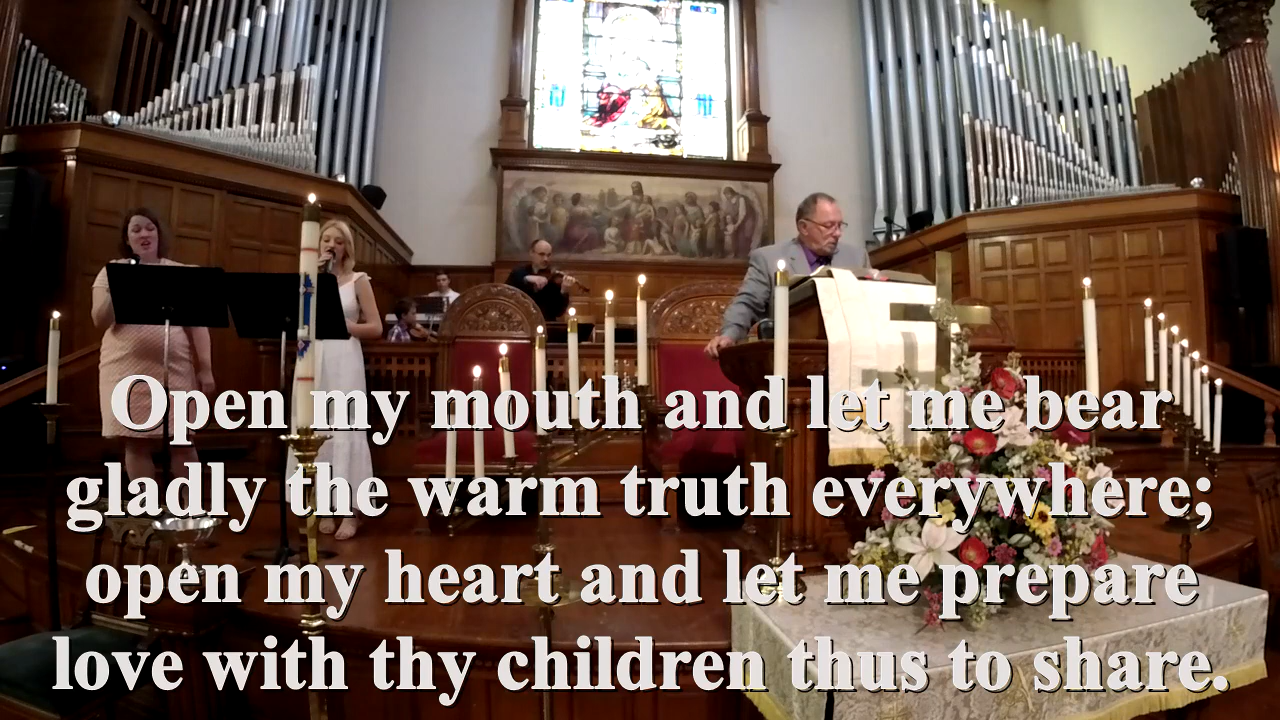 Open my mouth and let me bear
gladly the warm truth everywhere;
open my heart and let me prepare
love with thy children thus to share.